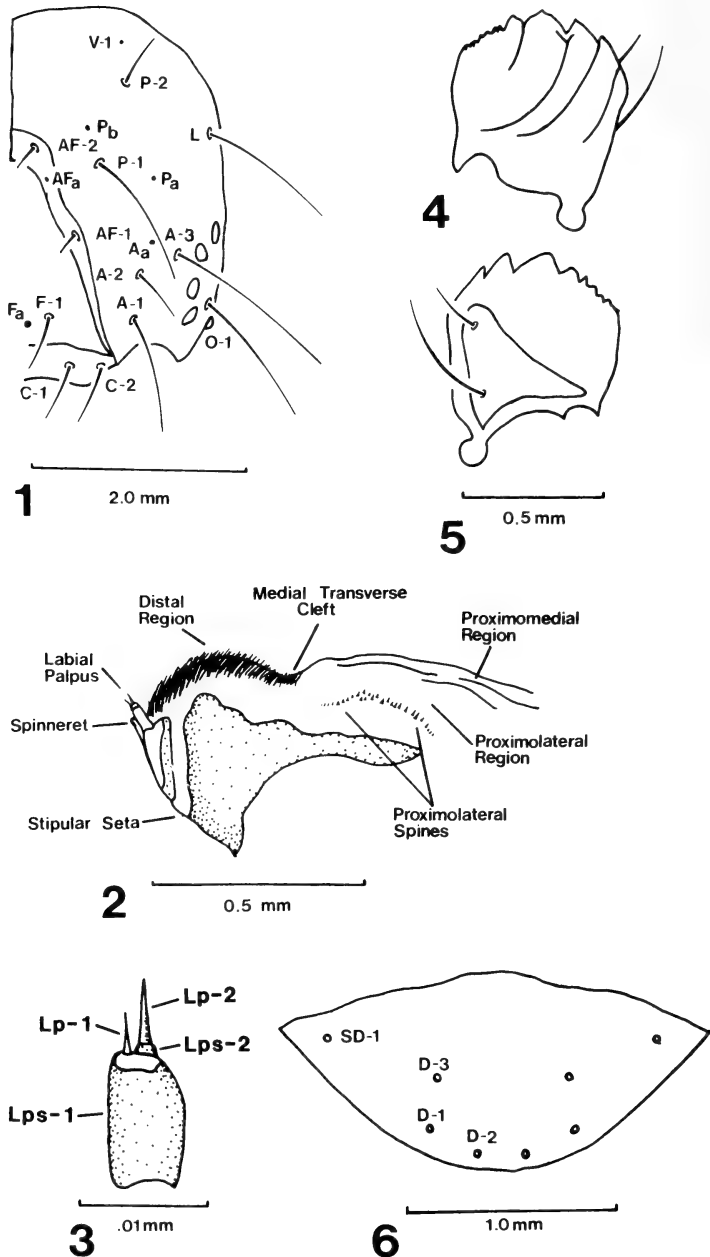 V-1
P-2
Pb
AF-2
P-1
L
AFa
Pa
AF-1
Aa
A-3
A-2
Fa
F-1
A-1
O-1
C-1
C-2
2.0 mm
1
4
5
0.5 mm
Distal
Region
Medial Transverse
Cleft
Proximomedial
Region
Labial
Palpus
Spinneret
Proximolateral
Region
Stipular Seta
Proximolateral
Spines
2
0.5 mm
Lp-2
Lp-1
Lps-2
Lps-1
.01mm
3
SD-1
D-3
D-1
D-2
1.0 mm
6